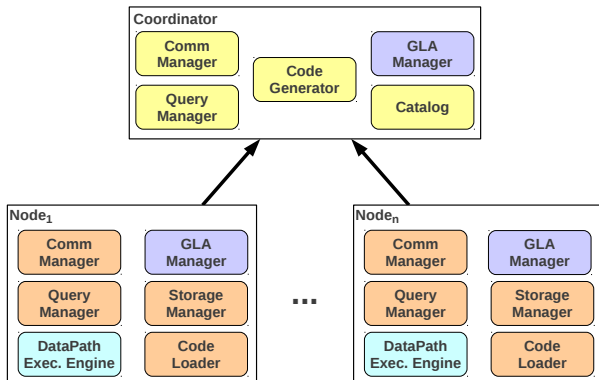 Coordinator
Comm
Manager
Query
Manager
Code
Generator
GLA
Manager
Catalog
Node1
Comm
Manager
GLA
Manager
Query
Manager
Storage
Manager
DataPath
Exec. Engine
Code
Loader
...
Noden
Comm
Manager
GLA
Manager
Query
Manager
Storage
Manager
DataPath
Exec. Engine
Code
Loader